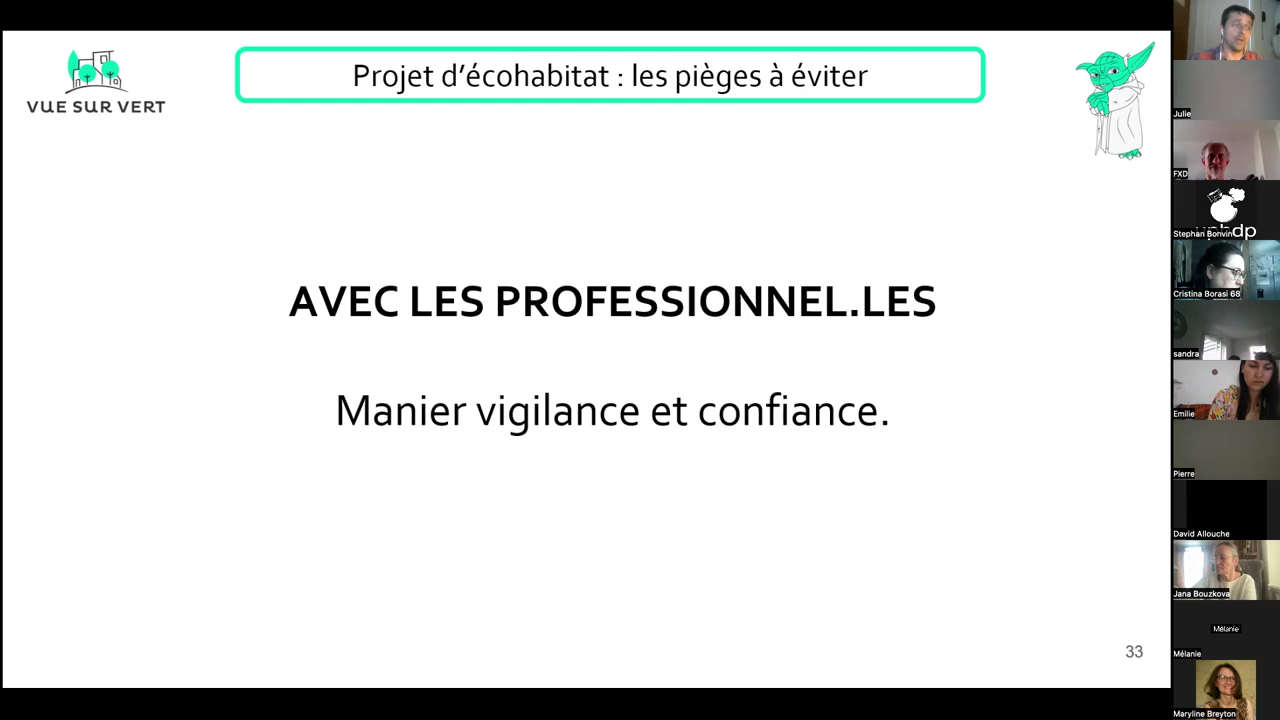 VUE SUR VERT
Projet d’écohabitat : les pièges à éviter
AVEC LES PROFESSIONNEL.LES
Manier vigilance et confiance.
33
Julie
FXD
Stephan Bonvin
Cristina Borasi 68
sandra
Emilie
Pierre
David Allouche
Jana Bouzkova
Mélanie
Mélanie
Maryline Breyton